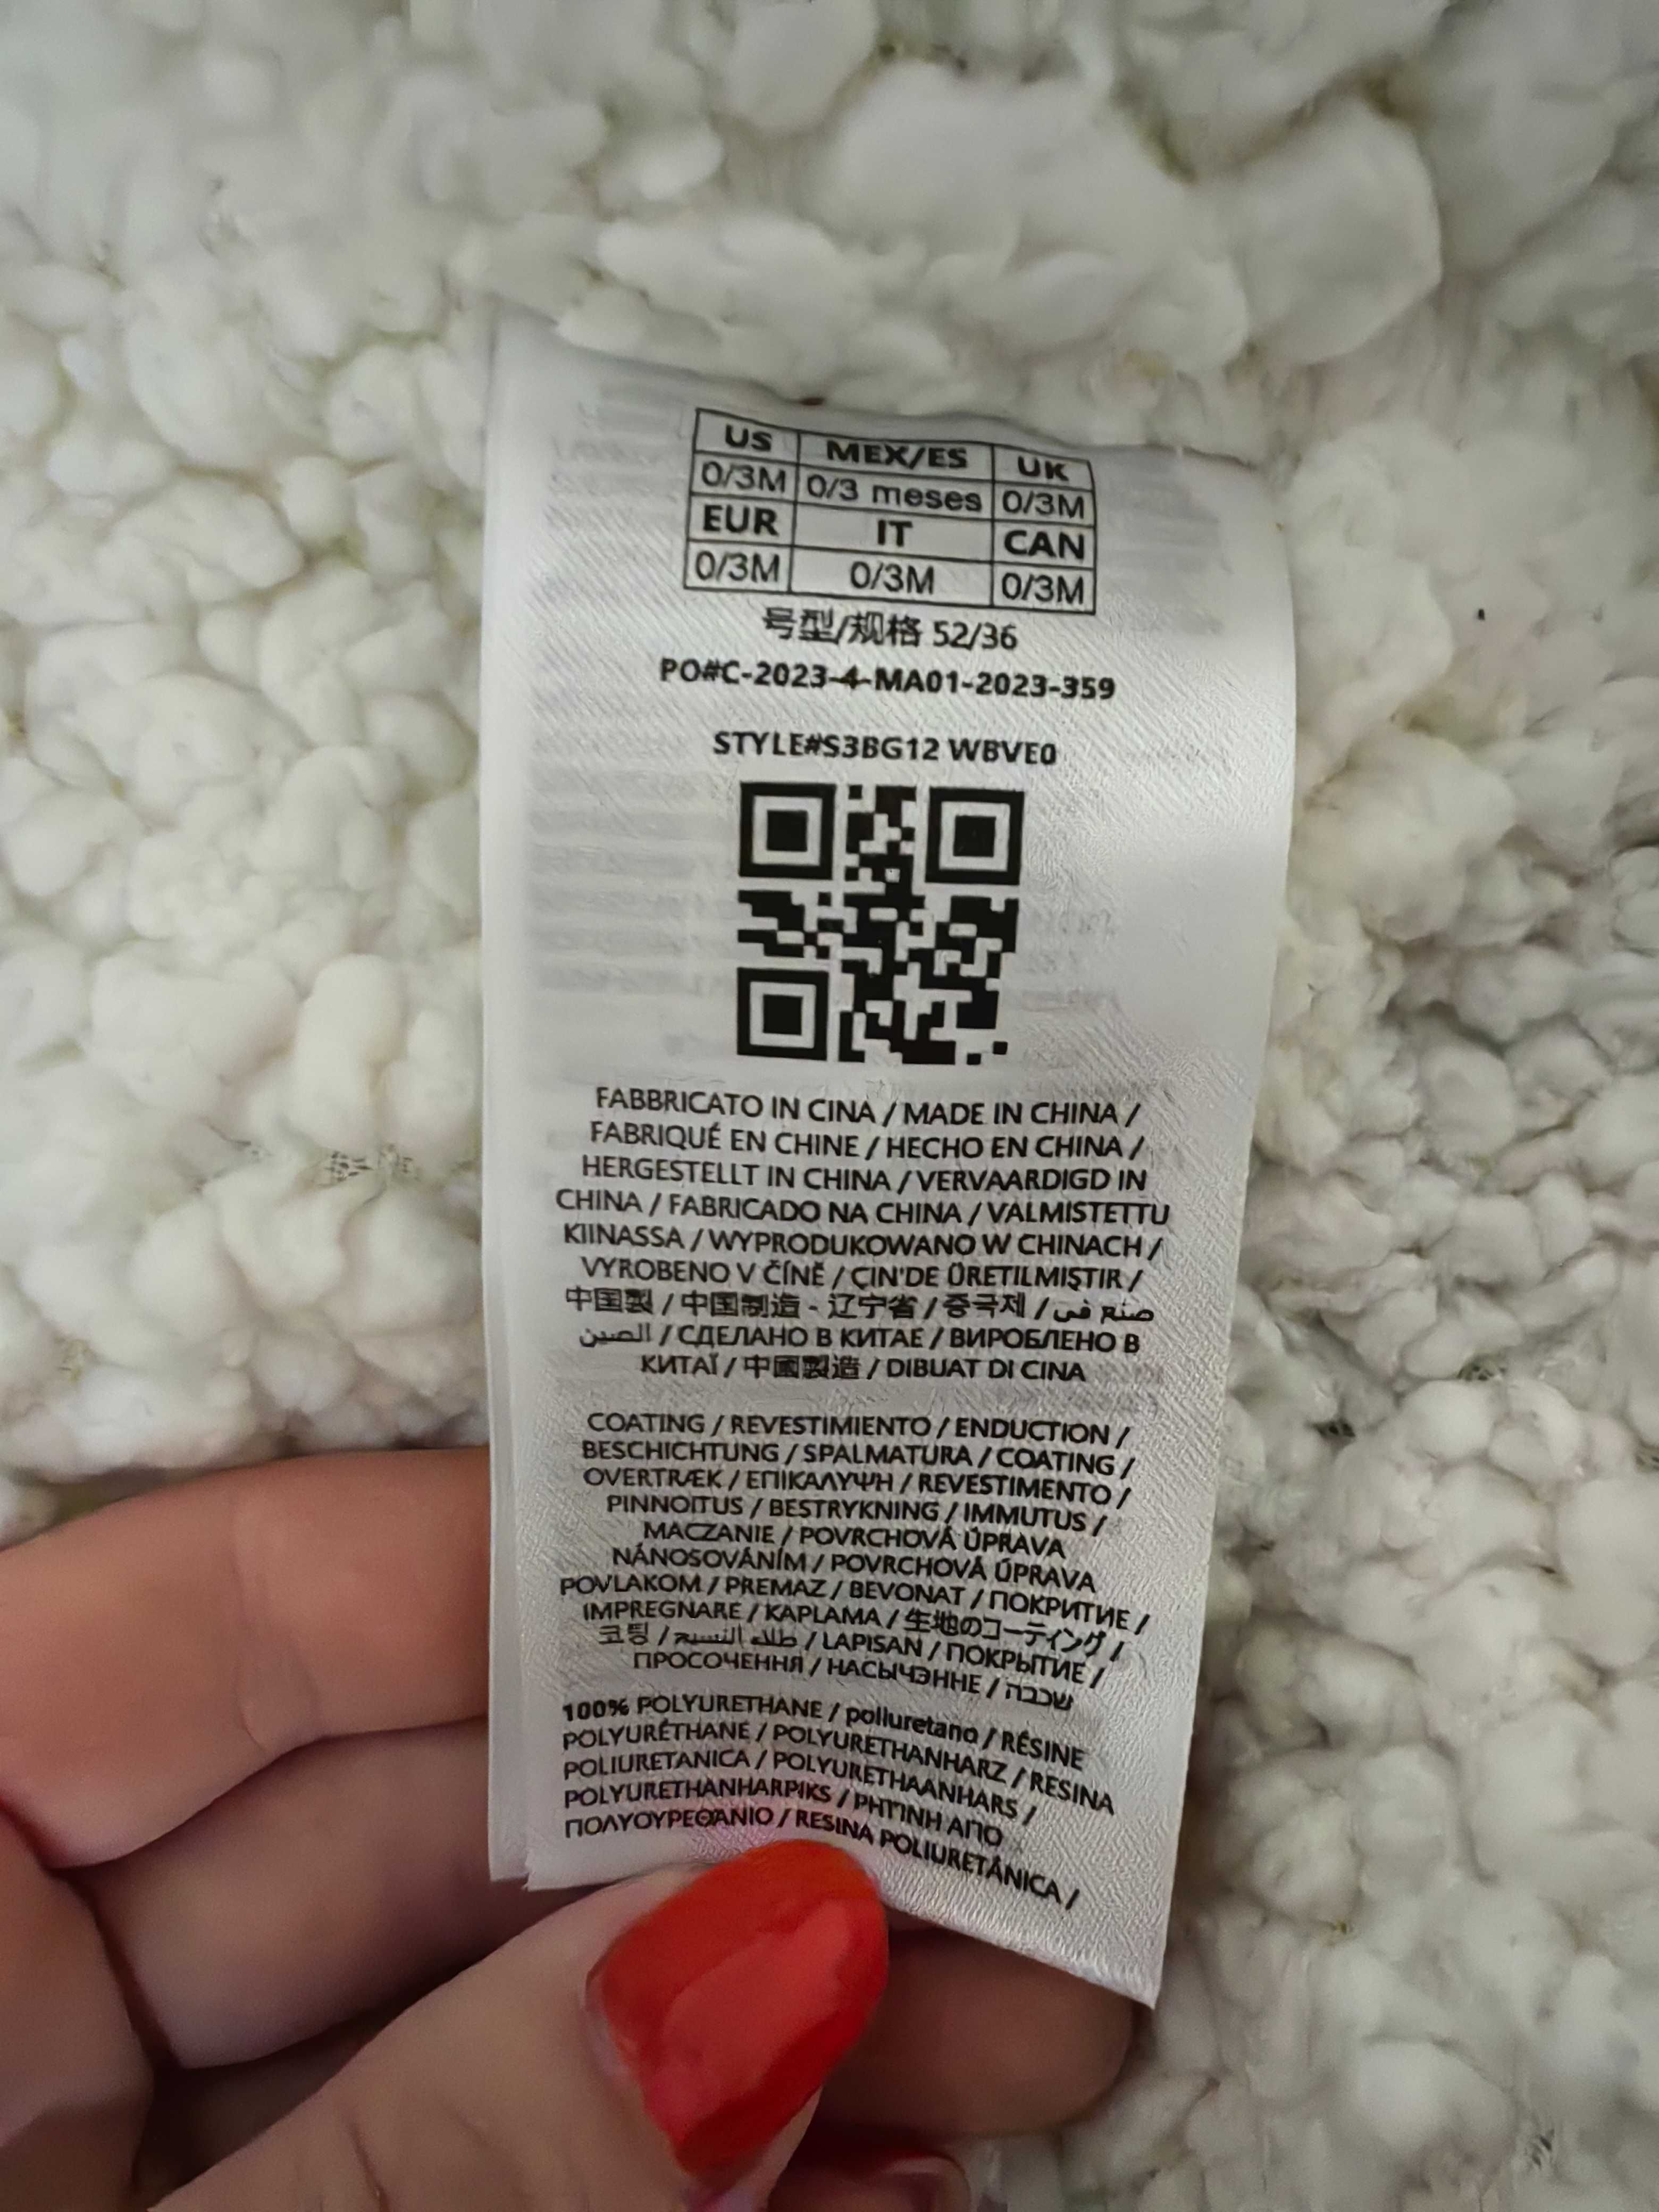 US MEX/ES UK
0/3M 0/3 meses 0/3M
EUR IT CAN
0/3M 0/3M 0/3M
号型/规格 52/36
PO#C-2023-4-MA01-2023-359
STYLE#S3BG12 WBVE0
FABBRICATO IN CINA / MADE IN CHINA /
FABRIQUÉ EN CHINE / HECHO EN CHINA /
HERGESTELLT IN CHINA / VERVAARDIGD IN
CHINA / FABRICADO NA CHINA / VALMISTETTU
KIINASSA / WYPRODUKOWANO W CHINACH /
VYROBENO V ČÍNĚ / ÇIN'DE ÜRETILMIŞTIR /
中国製 / 中国制造 - 辽宁省 / 중국제 / صنع في
الصين / СДЕЛАНО В КИТАЕ / ВИРОБЛЕНО В
КИТАЇ / 中國製造 / DIBUAT DI CINA
COATING / REVESTIMIENTO / ENDUCTION /
BESCHICHTUNG / SPALMATURA / COATING /
OVERTRÆK / ΕΠΙΚΑΛΥΨΗ / REVESTIMENTO /
PINNOITUS / BESTRYKNING / IMMUTUS /
MACZANIE / POVRCHOVÁ ÚPRAVA
NÁNOSOVÁNÍM / POVRCHOVÁ ÚPRAVA
POVLAKOM / PREMAZ / BEVONAT / ПОКРИТИЕ /
IMPREGNARE / KAPLAMA / 生地のコーティング /
코팅 / طلاء النسيج / LAPISAN / ПОКРЫТИЕ /
ПРОСОЧЕННЯ / НАСЫЧЭННЕ / שכבה
100% POLYURETHANE / poliuretano / RÉSINE
POLYURÉTHANE / POLYURETHANHARZ / RESINA
POLIURETANICA / POLYURETHAANHARS /
POLYURETHANHARPIKS / ΡΗΤΙΝΗ ΑΠΟ
ΠΟΛΥΟΥΡΕΘΑΝΙΟ / RESINA POLIURETÂNICA /